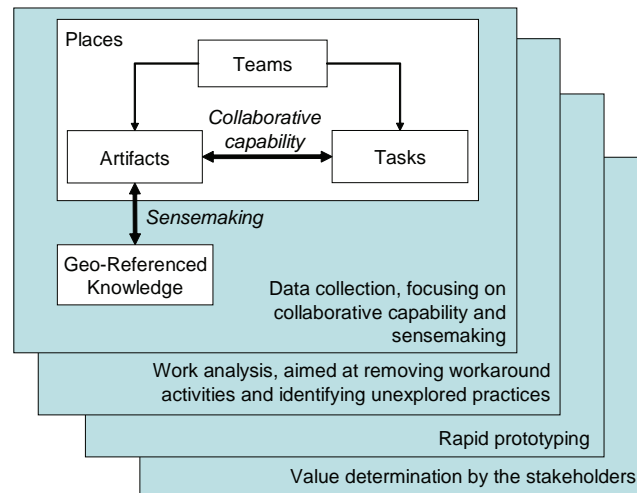 Places
Teams
Collaborative
capability
Artifacts
Tasks
Sensemaking
Geo-Referenced
Knowledge
Data collection, focusing on
collaborative capability and
sensemaking
Work analysis, aimed at removing workaround
activities and identifying unexplored practices
Rapid prototyping
Value determination by the stakeholders